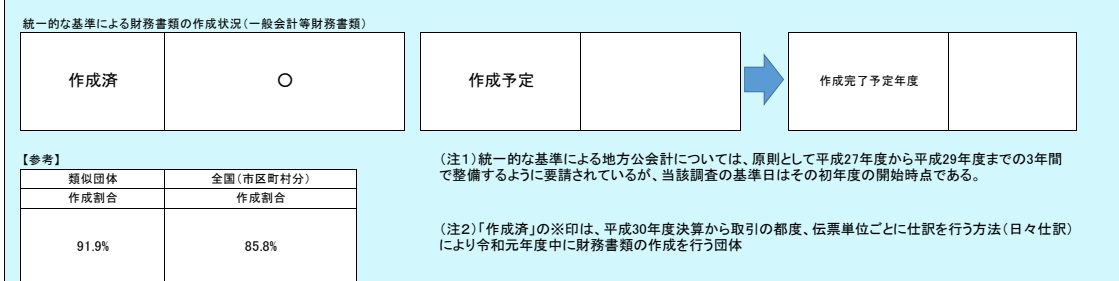 統一的な基準による財務書類の作成状況（一般会計等財務書類）
作成済
○
作成予定
作成完了予定年度
【参考】
類似団体
全国（市区町村分）
作成割合
作成割合
91.9%
85.8%
（注１）統一的な基準による地方公会計については、原則として平成27年度から平成29年度までの3年間
で整備するように要請されているが、当該調査の基準日はその初年度の開始時点である。
（注２）「作成済」の※印は、平成30年度決算から取引の都度、伝票単位ごとに仕訳を行う方法（日々仕訳）
により令和元年度中に財務書類の作成を行う団体